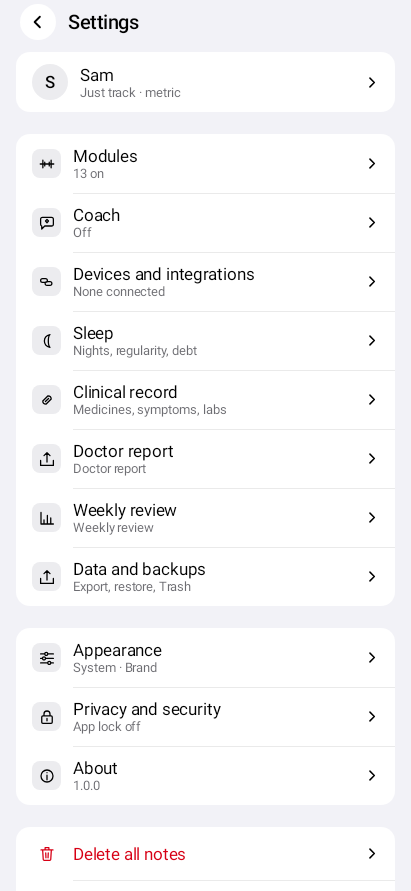 Settings
S
Sam
Just track · metric
Modules
13 on
Coach
Off
Devices and integrations
None connected
Sleep
Nights, regularity, debt
Clinical record
Medicines, symptoms, labs
Doctor report
Doctor report
Weekly review
Weekly review
Data and backups
Export, restore, Trash
Appearance
System · Brand
Privacy and security
App lock off
About
1.0.0
Delete all notes